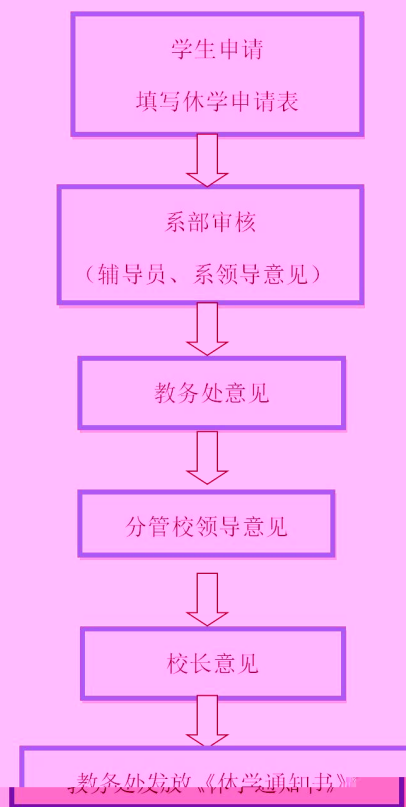 学生申请
填写休学申请表
系部审核
（辅导员、系领导意见）
教务处意见
分管校领导意见
校长意见
教务处发放《休学通知书》